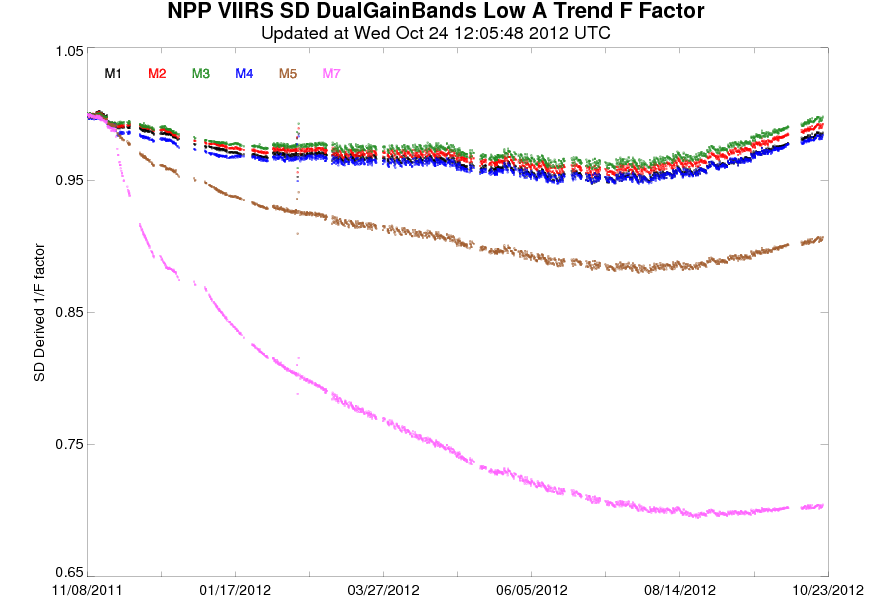 NPP VIIRS SD DualGainBands Low A Trend F Factor
Updated at Wed Oct 24 12:05:48 2012 UTC
1.05
M1 M2 M3 M4 M5 M7
0.95
0.85
0.75
0.65
SD Derived 1/F factor
11/08/2011 01/17/2012 03/27/2012 06/05/2012 08/14/2012 10/23/2012